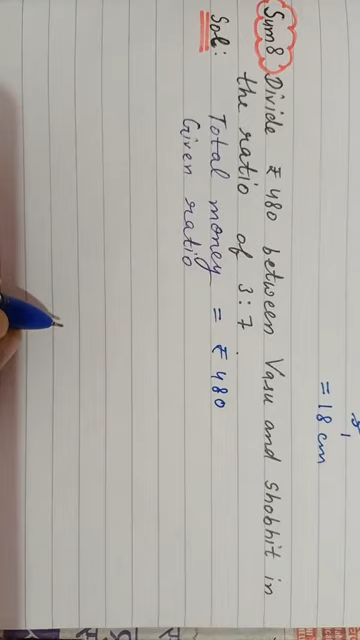 = 18 cm
Sum 8 Divide ₹480 between Vasu and Shobhit in
the ratio of 3:7
Sol: Total money = ₹480
Given ratio